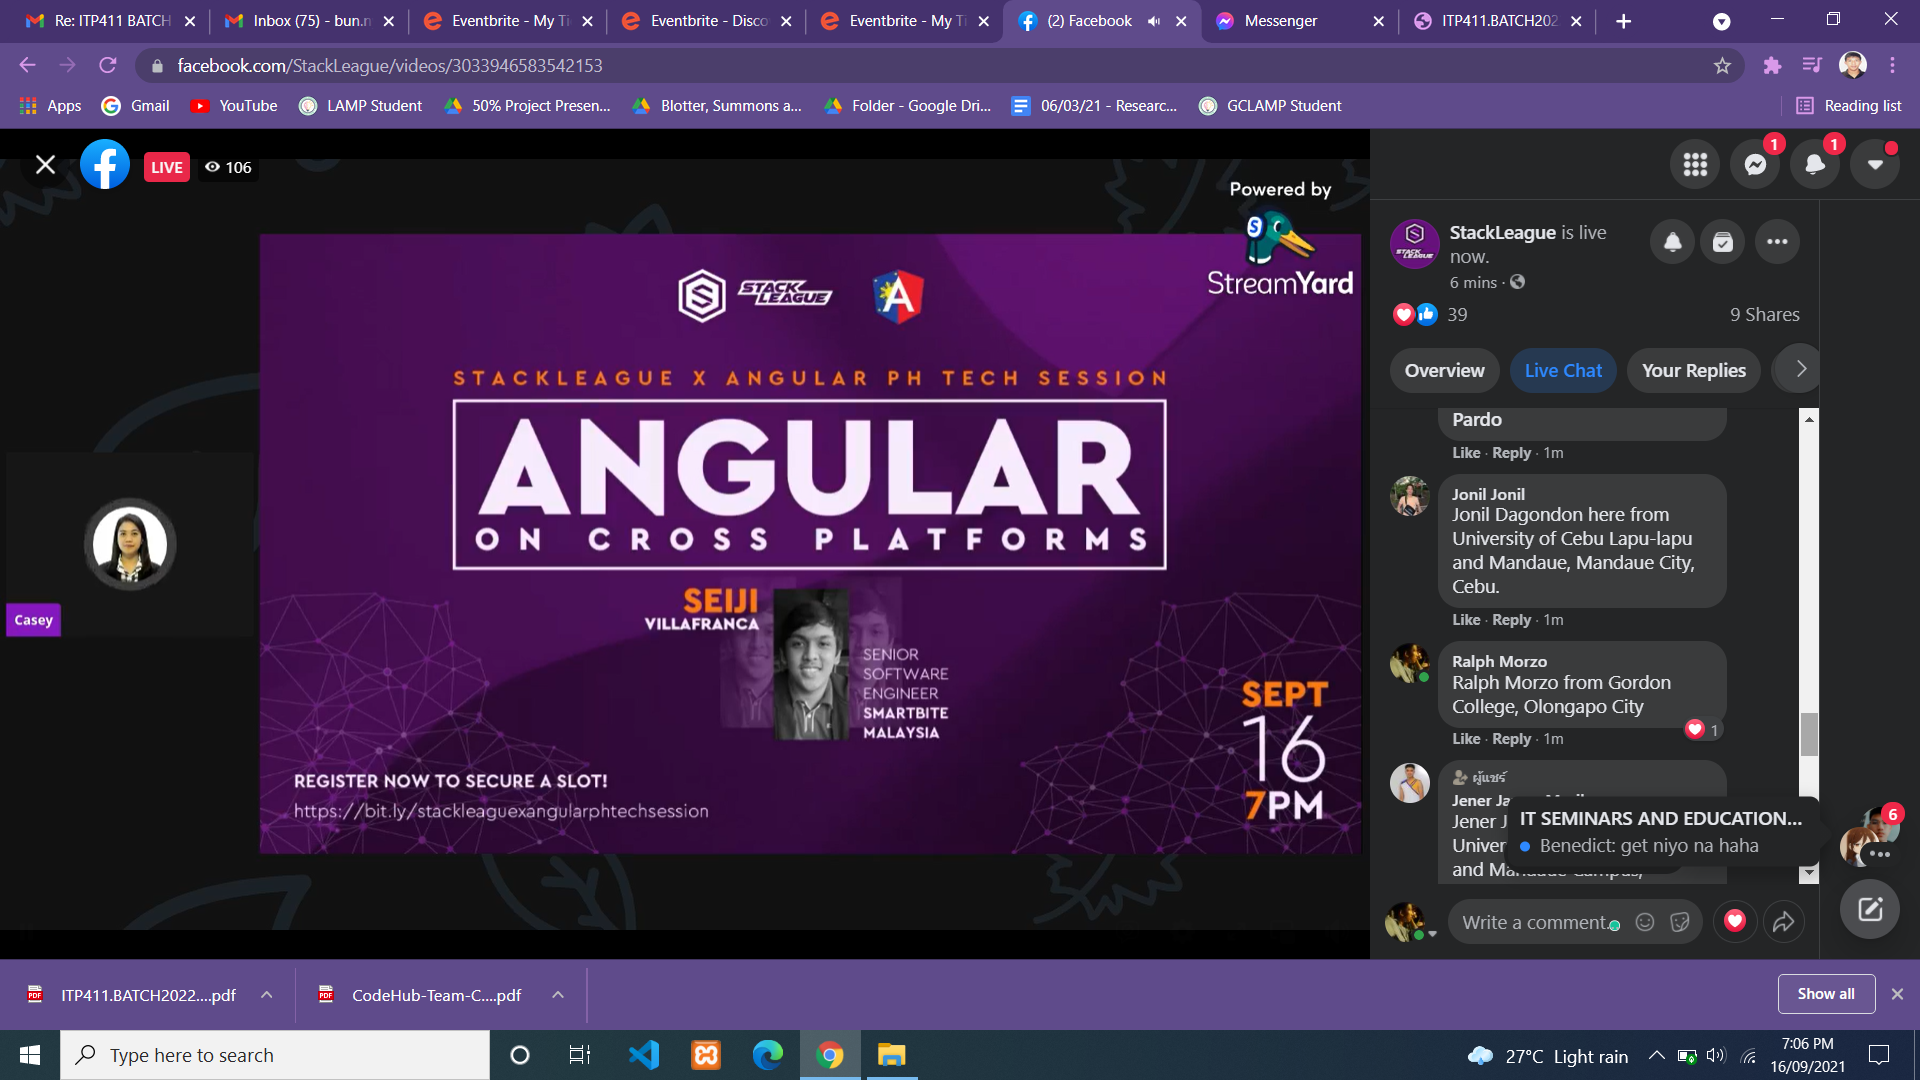 Re: ITP411 BATCH
Inbox (75) - bun.n
Eventbrite - My Ti
Eventbrite - Disco
Eventbrite - My Ti
(2) Facebook
Messenger
ITP411.BATCH202
facebook.com/StackLeague/videos/3033946583542153
Apps
Gmail
YouTube
LAMP Student
50% Project Presen...
Blotter, Summons a...
Folder - Google Dri...
06/03/21 - Researc...
GCLAMP Student
Reading list
LIVE
106
Powered by
StreamYard
STACK LEAGUE
A
STACKLEAGUE X ANGULAR PH TECH SESSION
ANGULAR
ON CROSS PLATFORMS
SEIJI
VILLAFRANCA
SENIOR
SOFTWARE
ENGINEER
SMARTBITE
MALAYSIA
SEPT
16
7PM
REGISTER NOW TO SECURE A SLOT!
https://bit.ly/stackleaguexangularphtechsession
Casey
1
1
StackLeague is live
now.
6 mins ·
39
9 Shares
Overview
Live Chat
Your Replies
Pardo
Like · Reply · 1m
Jonil Jonil
Jonil Dagondon here from
University of Cebu Lapu-lapu
and Mandaue, Mandaue City,
Cebu.
Like · Reply · 1m
Ralph Morzo
Ralph Morzo from Gordon
College, Olongapo City
1
Like · Reply · 1m
ผู้แชร์
Jener
Jener J
Univer
and Mandaue Campus,
IT SEMINARS AND EDUCATION...
Benedict: get niyo na haha
6
Write a comment...
ITP411.BATCH2022....pdf
CodeHub-Team-C....pdf
Show all
Type here to search
27°C Light rain
7:06 PM
16/09/2021